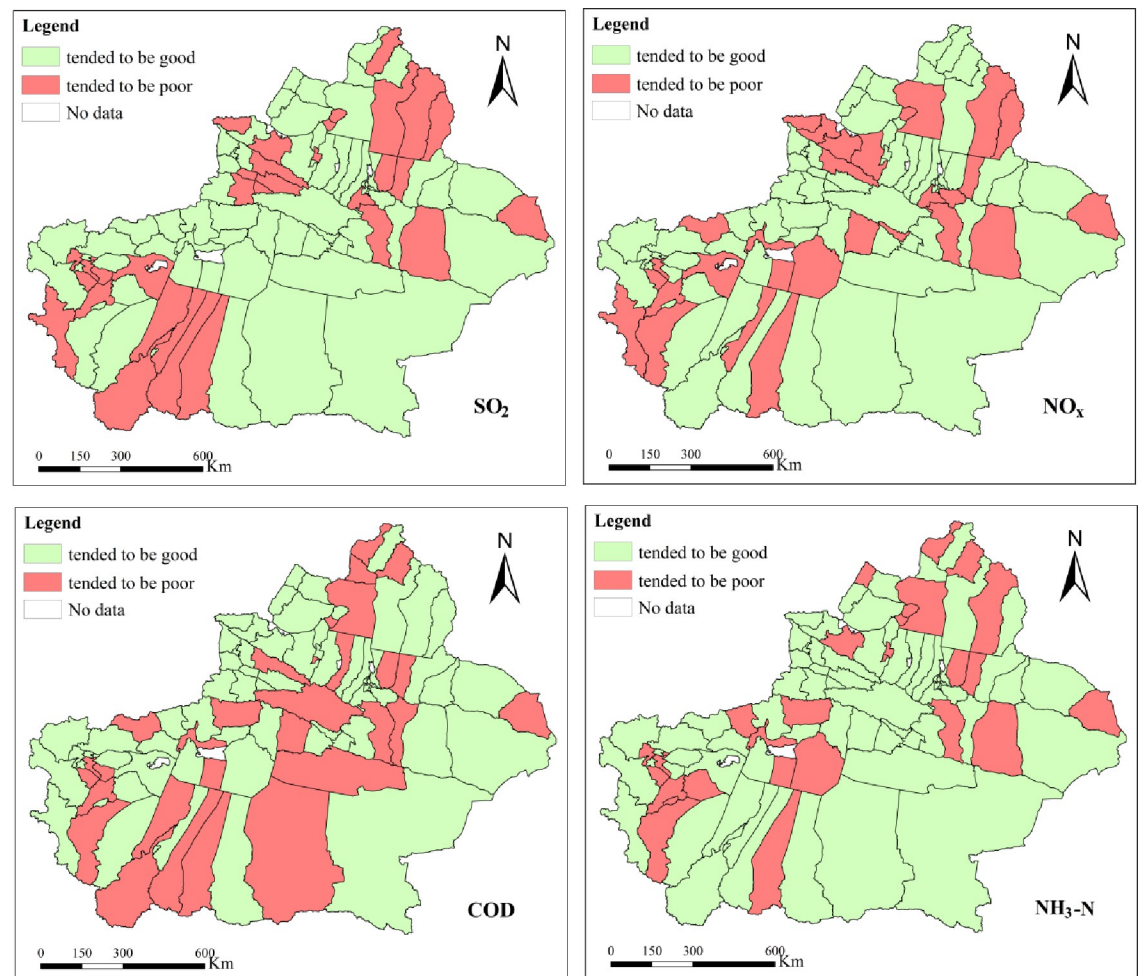 Legend
tended to be good
tended to be poor
No data
N
SO₂
0 150 300 600 Km
Legend
tended to be good
tended to be poor
No data
N
NOₓ
0 150 300 600 Km
Legend
tended to be good
tended to be poor
No data
N
COD
0 150 300 600 Km
Legend
tended to be good
tended to be poor
No data
N
NH₃-N
0 150 300 600 Km